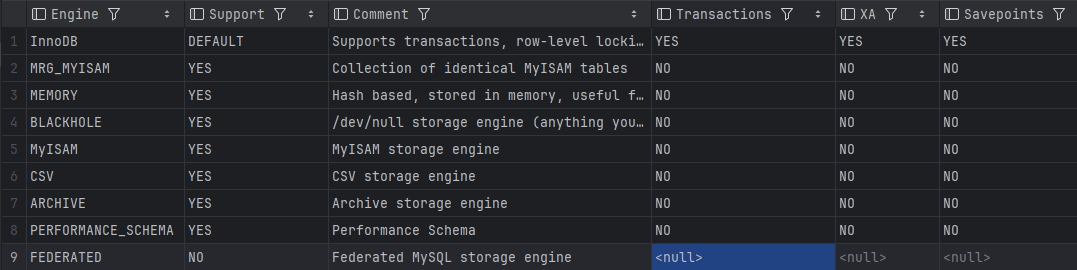 Engine Support Comment Transactions XA Savepoints
1 InnoDB DEFAULT Supports transactions, row-level locki… YES YES YES
2 MRG_MYISAM YES Collection of identical MyISAM tables NO NO NO
3 MEMORY YES Hash based, stored in memory, useful f… NO NO NO
4 BLACKHOLE YES /dev/null storage engine (anything you… NO NO NO
5 MyISAM YES MyISAM storage engine NO NO NO
6 CSV YES CSV storage engine NO NO NO
7 ARCHIVE YES Archive storage engine NO NO NO
8 PERFORMANCE_SCHEMA YES Performance Schema NO NO NO
9 FEDERATED NO Federated MySQL storage engine <null> <null> <null>